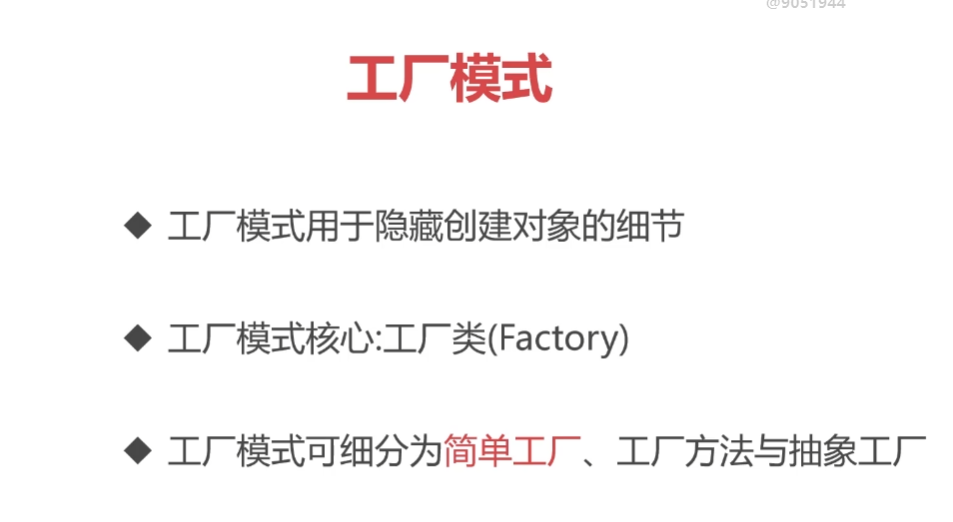 @9051944
工厂模式
◆ 工厂模式用于隐藏创建对象的细节
◆ 工厂模式核心:工厂类(Factory)
◆ 工厂模式可细分为简单工厂、工厂方法与抽象工厂